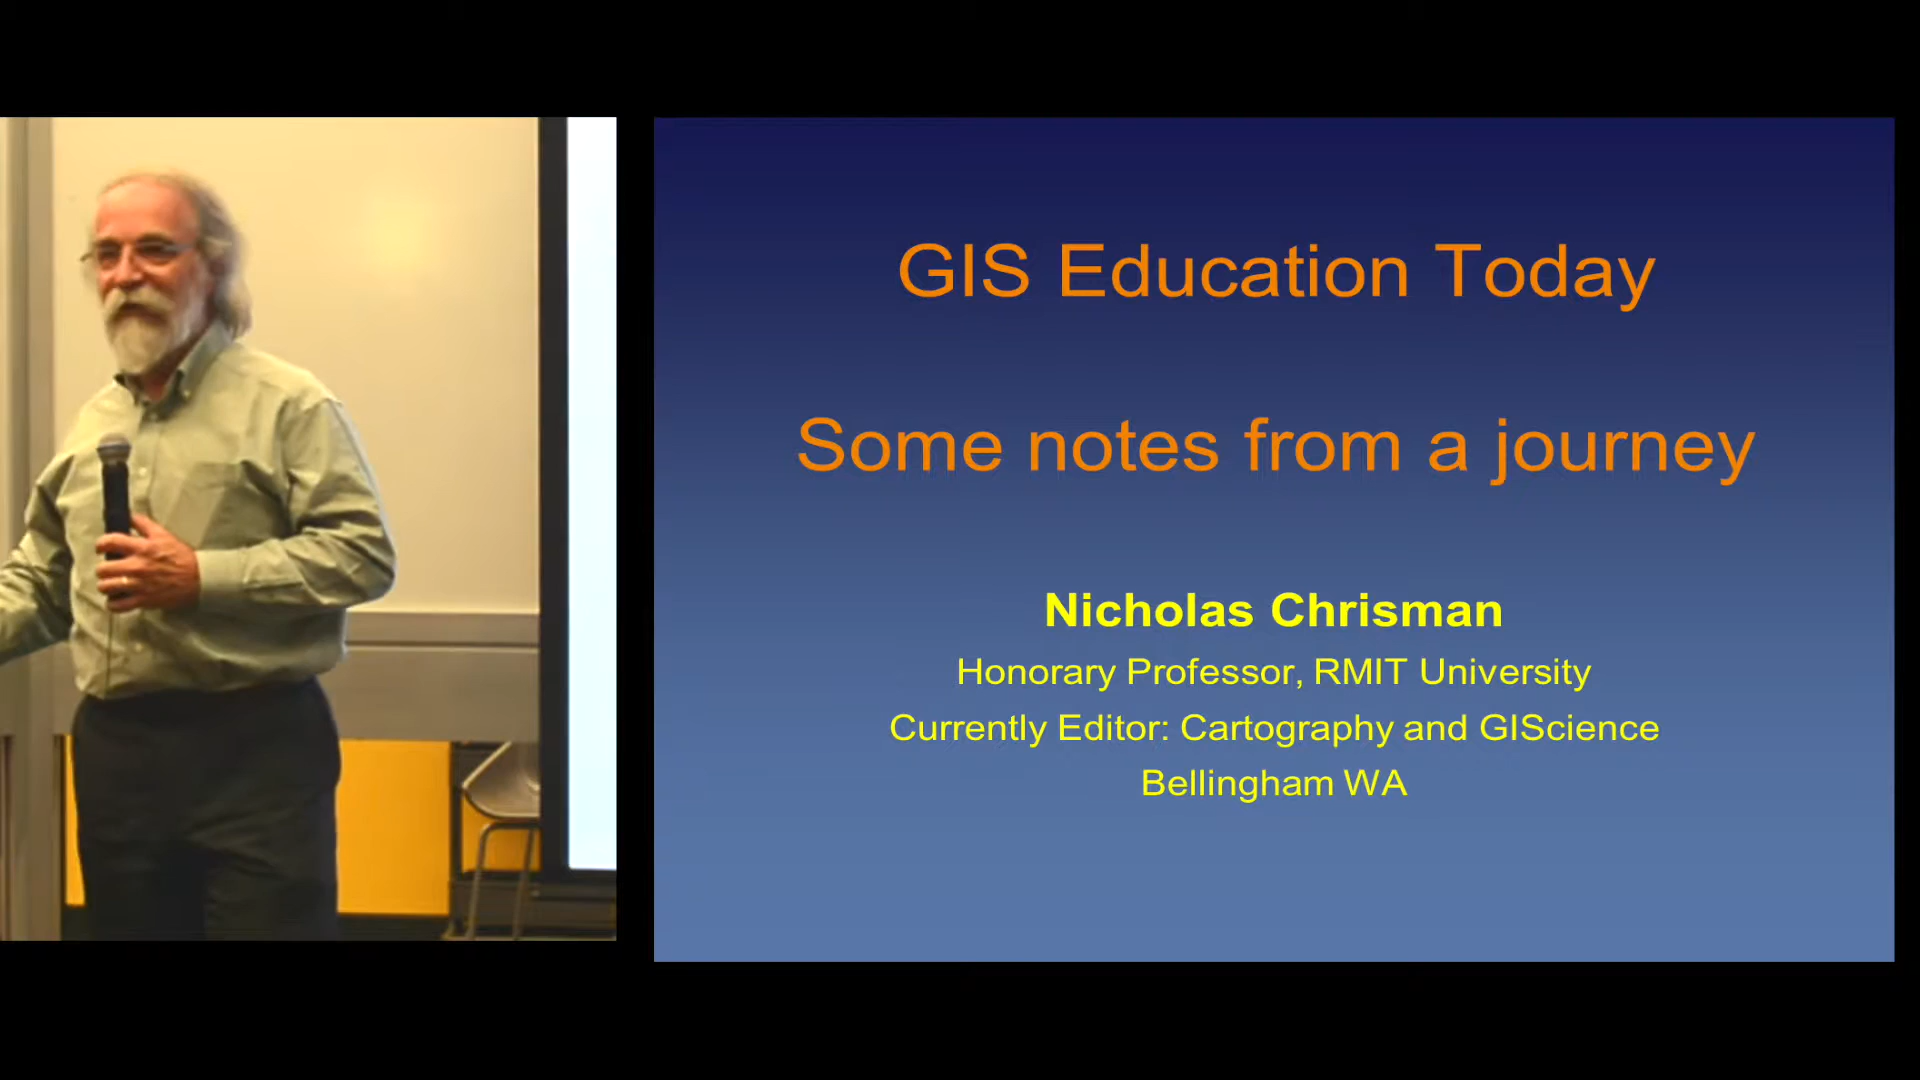 GIS Education Today
Some notes from a journey
Nicholas Chrisman
Honorary Professor, RMIT University
Currently Editor: Cartography and GIScience
Bellingham WA